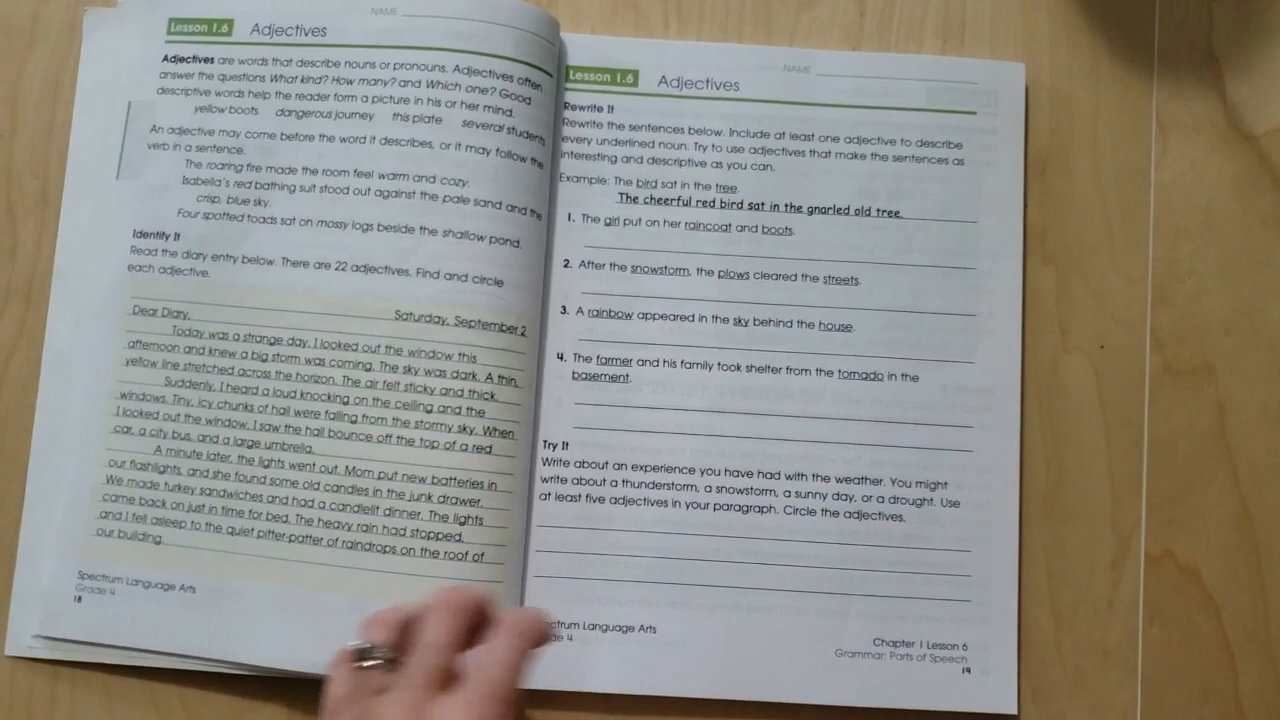 NAME
Lesson 1.6 Adjectives
Adjectives are words that describe nouns or pronouns. Adjectives often
answer the questions What kind? How many? and Which one? Good
descriptive words help the reader form a picture in his or her mind.
yellow boots dangerous journey this plate several students
An adjective may come before the word it describes, or it may follow the
verb in a sentence.
The roaring fire made the room feel warm and cozy.
Isabella's red bathing suit stood out against the pale sand and the
crisp, blue sky.
Four spotted toads sat on mossy logs beside the shallow pond.
Identify It
Read the diary entry below. There are 22 adjectives. Find and circle
each adjective.
Dear Diary, Saturday, September 2
Today was a strange day. I looked out the window this
afternoon and knew a big storm was coming. The sky was dark. A thin,
yellow line stretched across the horizon. The air felt sticky and thick.
Suddenly, I heard a loud knocking on the ceiling and the
windows. Tiny, icy chunks of hail were falling from the stormy sky. When
I looked out the window, I saw the hail bounce off the top of a red
car, a city bus, and a large umbrella.
A minute later, the lights went out. Mom put new batteries in
our flashlights, and she found some old candles in the junk drawer.
We made turkey sandwiches and had a candlelit dinner. The lights
came back on just in time for bed. The heavy rain had stopped,
and I fell asleep to the quiet pitter-patter of raindrops on the roof of
our building.
Spectrum Language Arts
Grade 4
18
NAME
Lesson 1.6 Adjectives
Rewrite It
Rewrite the sentences below. Include at least one adjective to describe
every underlined noun. Try to use adjectives that make the sentences as
interesting and descriptive as you can.
Example: The bird sat in the tree.
The cheerful red bird sat in the gnarled old tree.
1. The girl put on her raincoat and boots.
2. After the snowstorm, the plows cleared the streets.
3. A rainbow appeared in the sky behind the house.
4. The farmer and his family took shelter from the tornado in the
basement.
Try It
Write about an experience you have had with the weather. You might
write about a thunderstorm, a snowstorm, a sunny day, or a drought. Use
at least five adjectives in your paragraph. Circle the adjectives.
Language Arts
4
Chapter 1 Lesson 6
Grammar: Parts of Speech
19